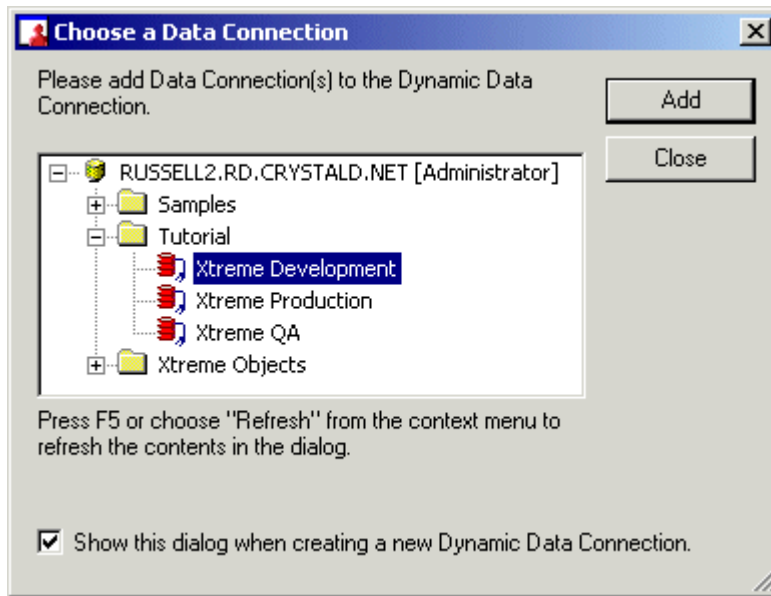 Choose a Data Connection
Please add Data Connection(s) to the Dynamic Data
Connection.
Add
Close
RUSSELL2.RD.CRYSTALD.NET [Administrator]
Samples
Tutorial
Xtreme Development
Xtreme Production
Xtreme QA
Xtreme Objects
Press F5 or choose "Refresh" from the context menu to
refresh the contents in the dialog.
Show this dialog when creating a new Dynamic Data Connection.